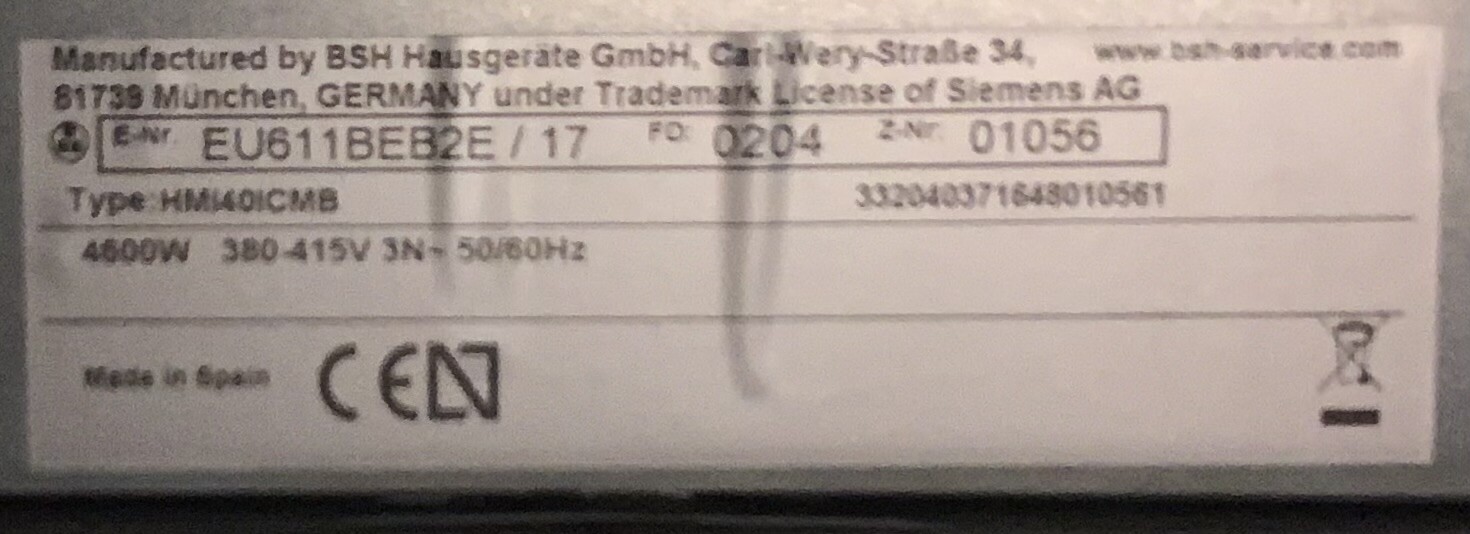 Manufactured by BSH Hausgeräte GmbH, Carl-Wery-Straße 34, www.bsh-service.com
81739 München, GERMANY under Trademark License of Siemens AG
E-Nr. EU611BEB2E / 17 FD: 0204 Z-Nr. 01056
Type: HMI40ICMB 332040371648010561
4600W 380-415V 3N~ 50/60Hz
Made in Spain CE